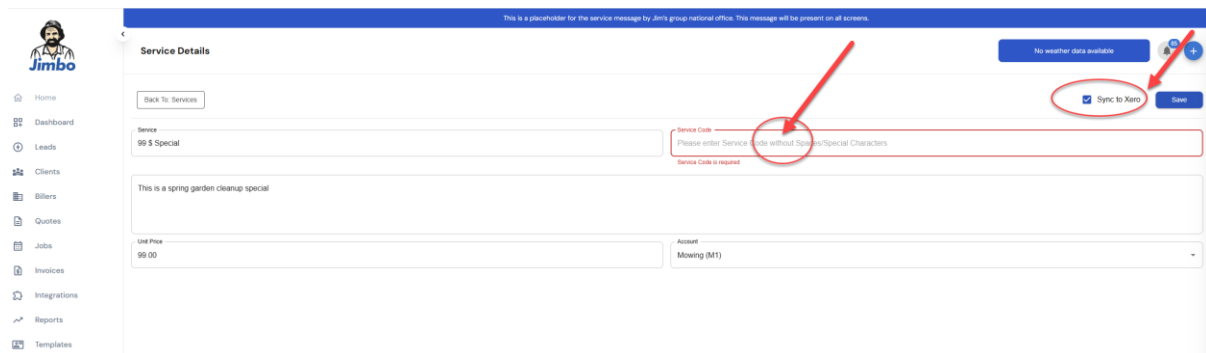 This is a placeholder for the service message by Jim's group national office. This message will be present on all screens.
Jimbo
Service Details
No weather data available
Home
Back To: Services
Sync to Xero
Save
Dashboard
Leads
Clients
Billers
Quotes
Jobs
Invoices
Integrations
Reports
Templates
Service
99 $ Special
Service Code
Please enter Service Code without Spaces/Special Characters
Service Code is required
This is a spring garden cleanup special
Unit Price
99.00
Account
Mowing (M1)